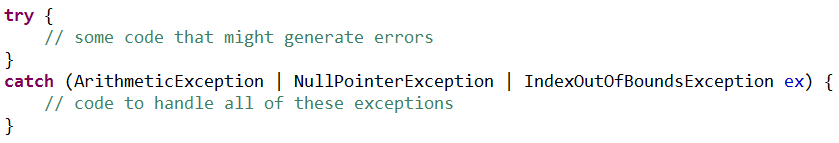 try {
    // some code that might generate errors
}
catch (ArithmeticException | NullPointerException | IndexOutOfBoundsException ex) {
    // code to handle all of these exceptions
}